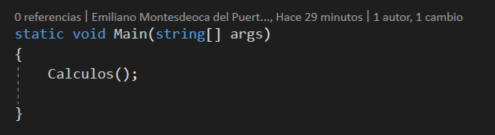 0 referencias | Emiliano Montesdeoca del Puert..., Hace 29 minutos | 1 autor, 1 cambio
static void Main(string[] args)
{
    Calculos();
}